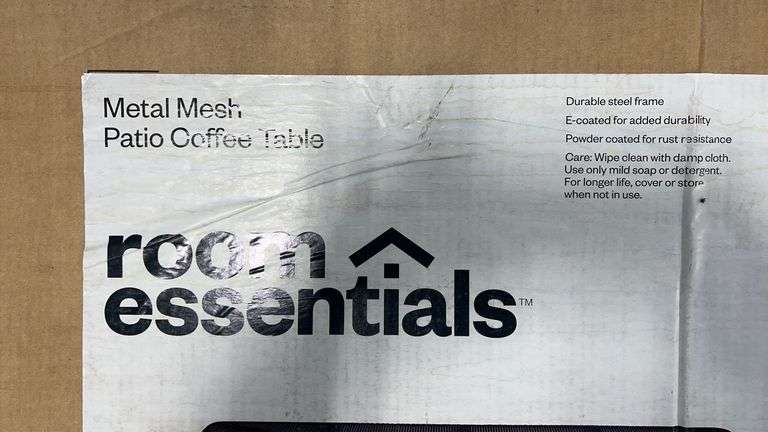 Metal Mesh
Patio Coffee Table
Durable steel frame
E-coated for added durability
Powder coated for rust resistance
Care: Wipe clean with damp cloth.
Use only mild soap or detergent.
For longer life, cover or store
when not in use.
room
essentials™